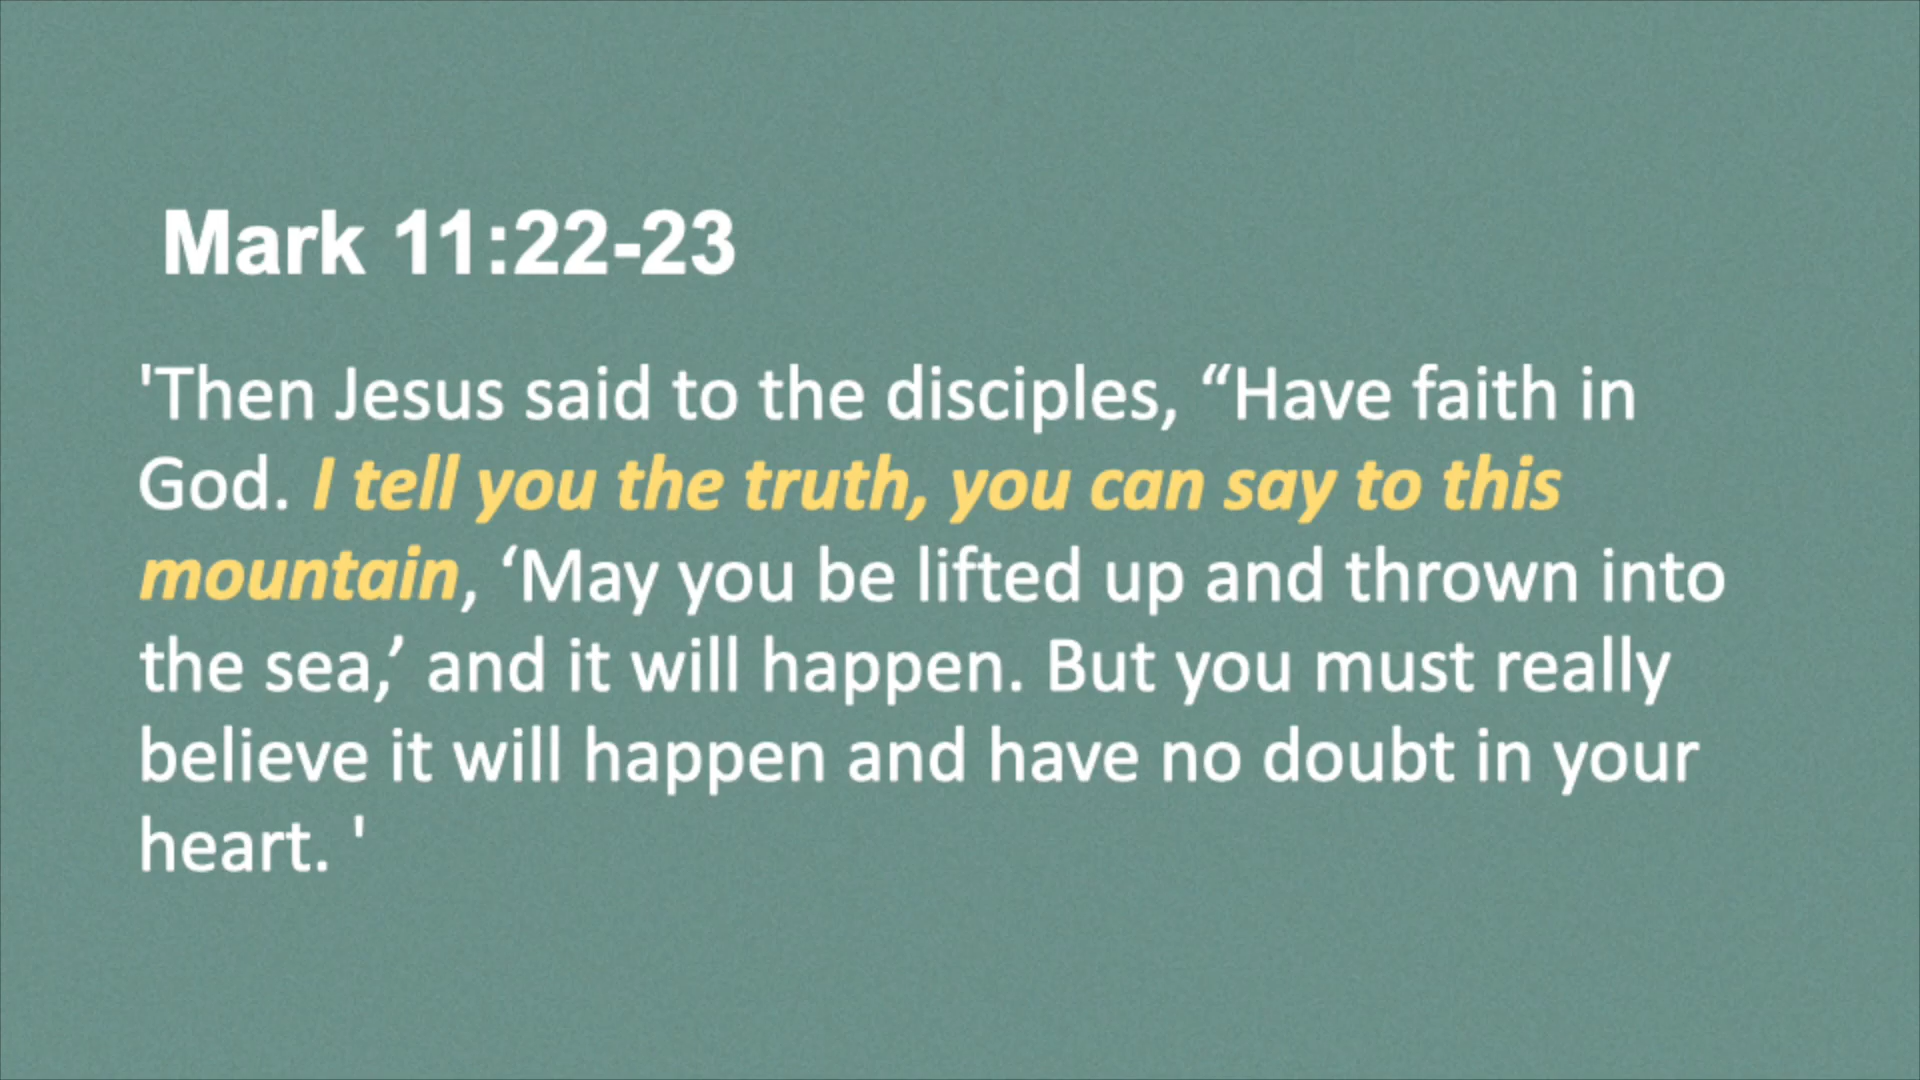 Mark 11:22-23
'Then Jesus said to the disciples, “Have faith in
God. I tell you the truth, you can say to this
mountain, ‘May you be lifted up and thrown into
the sea,’ and it will happen. But you must really
believe it will happen and have no doubt in your
heart. '